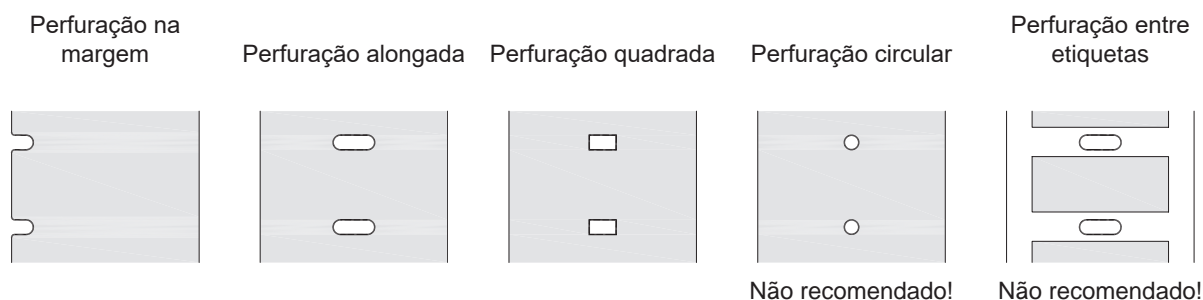 Perfuração na
margem
Perfuração alongada
Perfuração quadrada
Perfuração circular
Perfuração entre
etiquetas
Não recomendado!
Não recomendado!